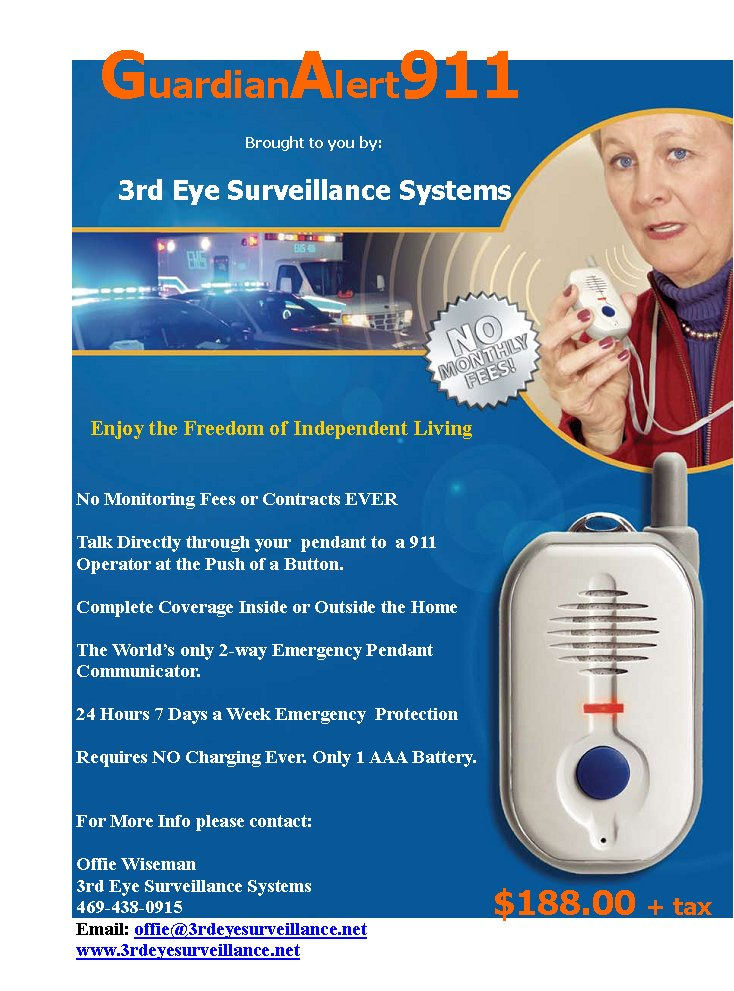 GuardianAlert911
Brought to you by:
3rd Eye Surveillance Systems
EMS
NO
MONTHLY
FEES!
Enjoy the Freedom of Independent Living
No Monitoring Fees or Contracts EVER
Talk Directly through your pendant to a 911
Operator at the Push of a Button.
Complete Coverage Inside or Outside the Home
The World's only 2-way Emergency Pendant
Communicator.
24 Hours 7 Days a Week Emergency Protection
Requires NO Charging Ever. Only 1 AAA Battery.
For More Info please contact:
Offie Wiseman
3rd Eye Surveillance Systems
469-438-0915
Email: offie@3rdeyesurveillance.net
www.3rdeyesurveillance.net
$188.00 + tax